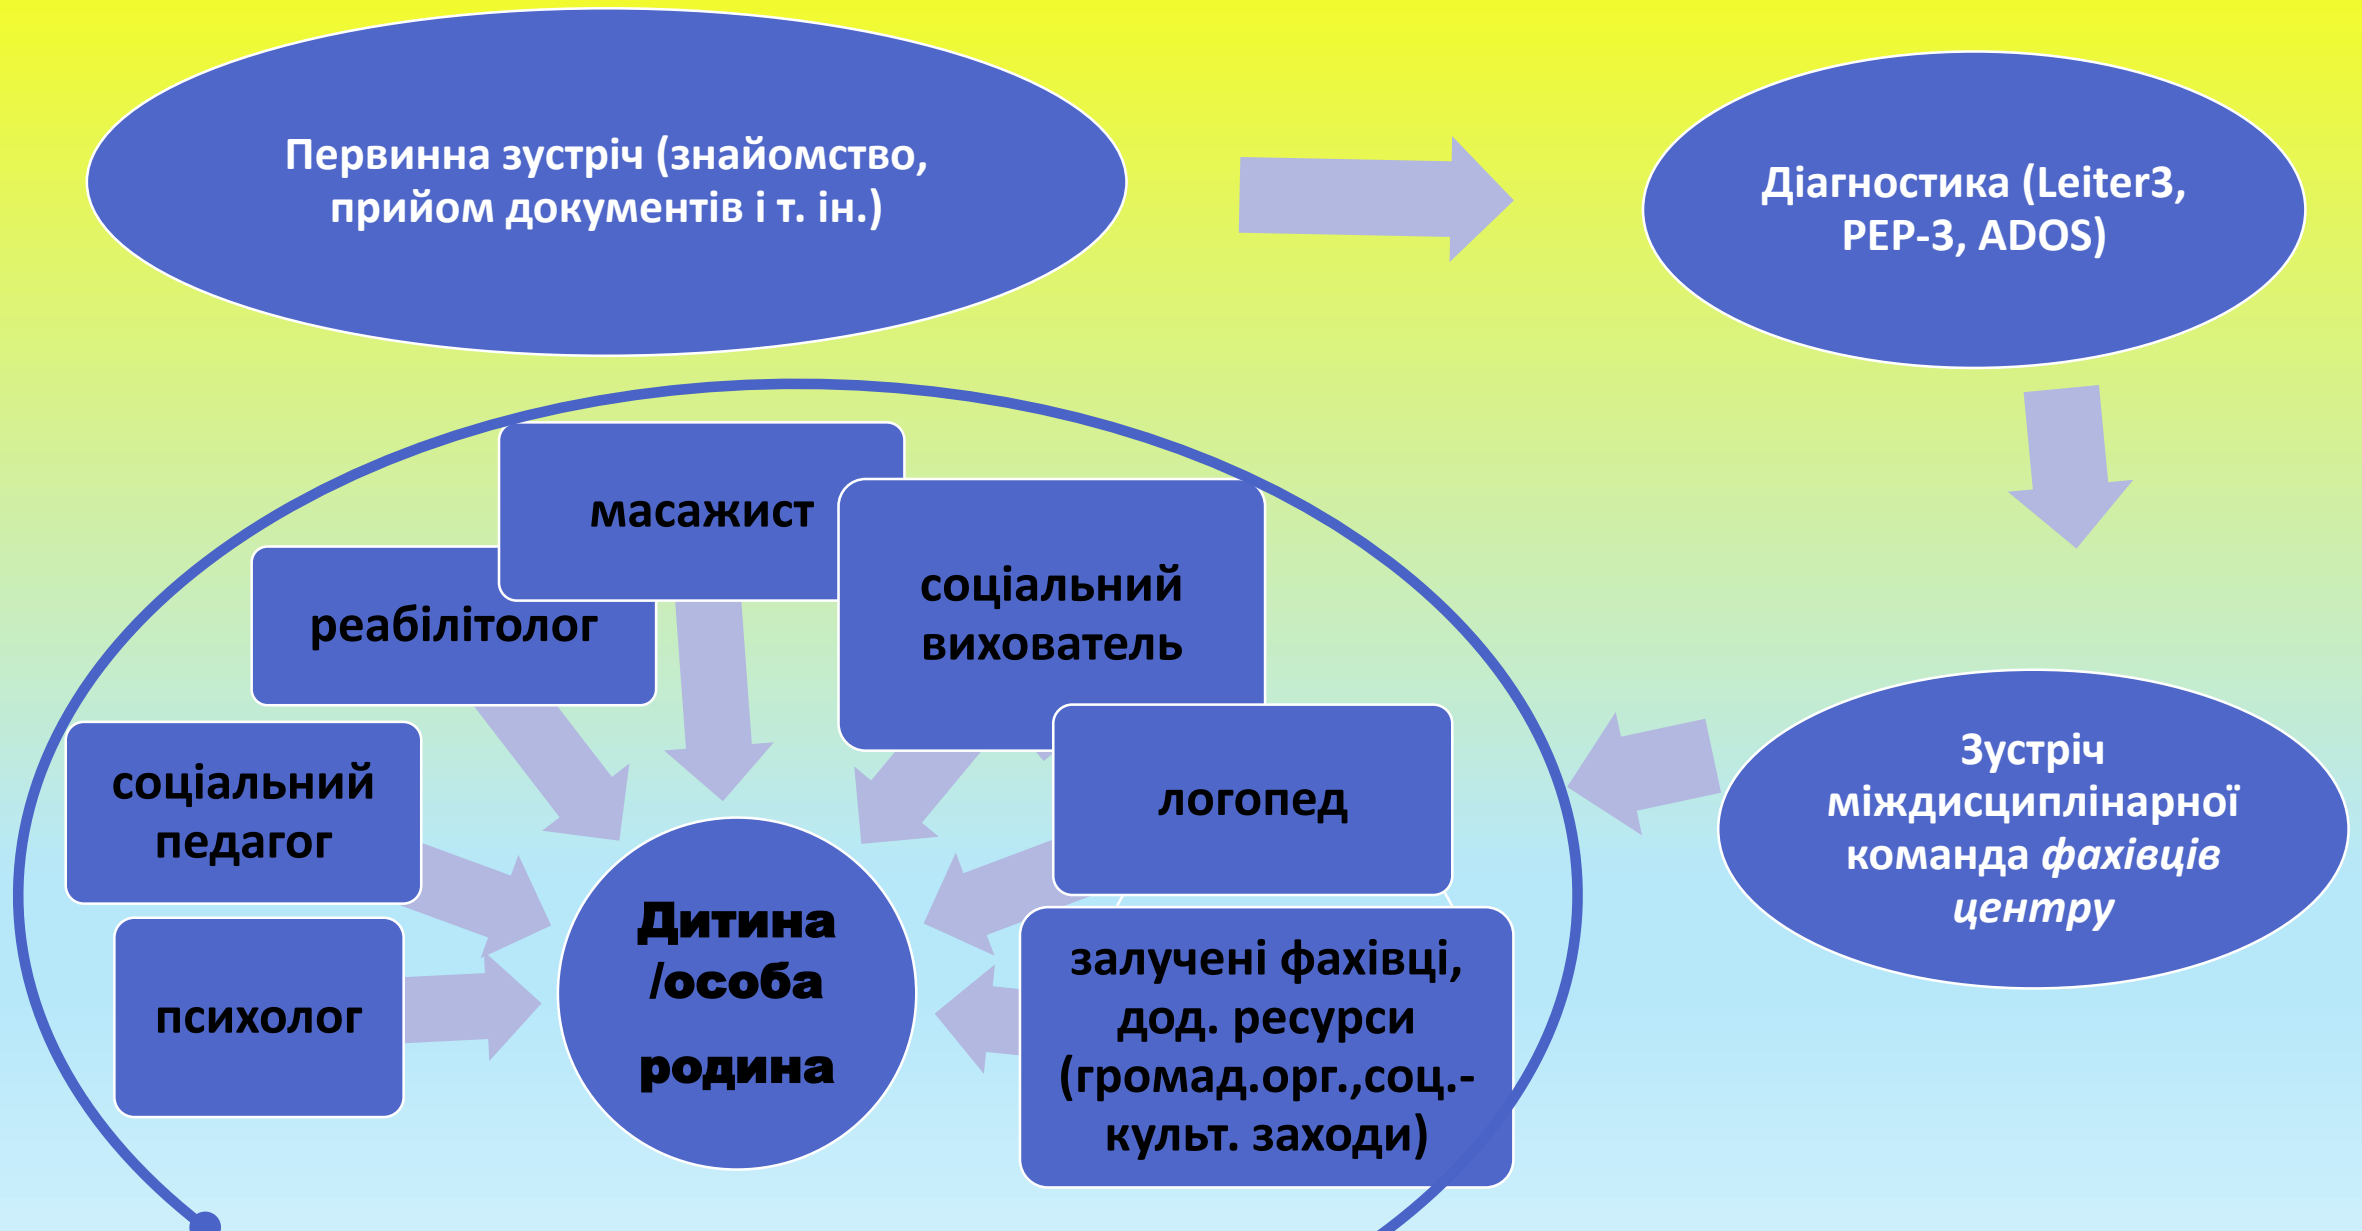 Первинна зустріч (знайомство,
прийом документів і т. ін.)
Діагностика (Leiter3,
PEP-3, ADOS)
масажист
соціальний
вихователь
реабілітолог
соціальний
педагог
логопед
Зустріч
міждисциплінарної
команда фахівців
центру
психолог
Дитина
/особа
родина
залучені фахівці,
дод. ресурси
(громад.орг.,соц.-
культ. заходи)